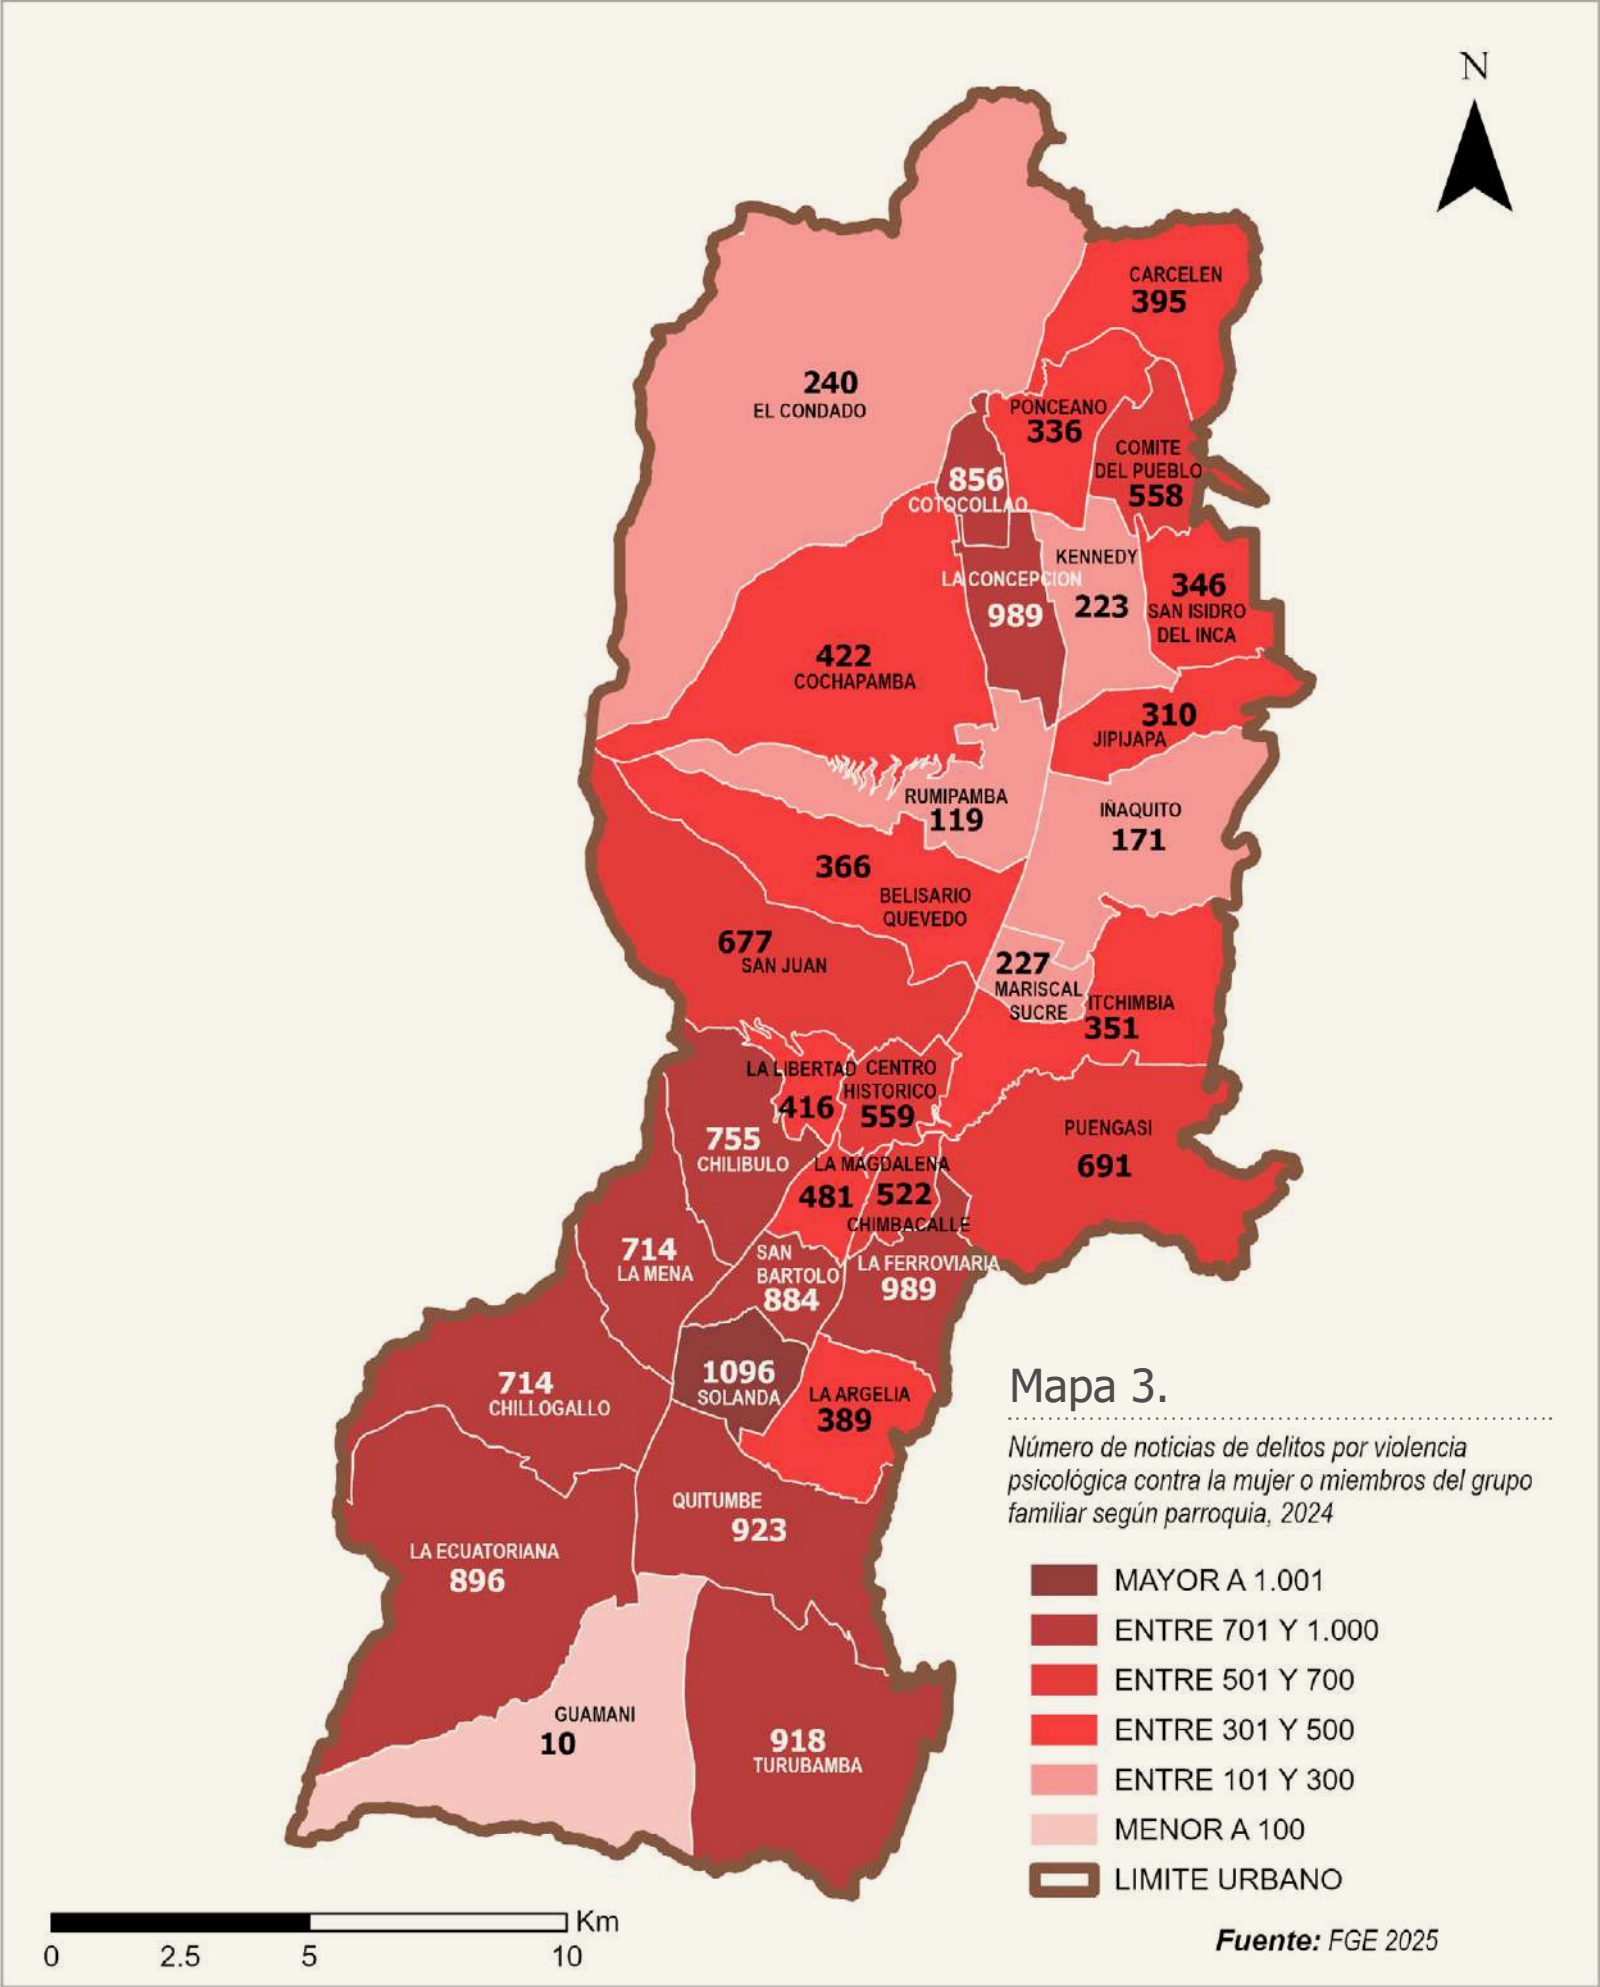 N
CARCELEN
395
240
EL CONDADO
PONCEANO
336
COMITE
DEL PUEBLO
558
856
COTOCOLLAO
KENNEDY
223
LA CONCEPCION
989
346
SAN ISIDRO
DEL INCA
422
COCHAPAMBA
310
JIPIJAPA
RUMIPAMBA
119
IÑAQUITO
171
366
BELISARIO
QUEVEDO
677
SAN JUAN
227
MARISCAL
SUCRE
ITCHIMBIA
351
LA LIBERTAD
416
CENTRO
HISTORICO
559
755
CHILIBULO
PUENGASI
691
LA MAGDALENA
481
522
CHIMBACALLE
714
LA MENA
SAN
BARTOLO
884
LA FERROVIARIA
989
1096
SOLANDA
LA ARGELIA
389
714
CHILLOGALLO
QUITUMBE
923
LA ECUATORIANA
896
GUAMANI
10
918
TURUBAMBA
Mapa 3.
Número de noticias de delitos por violencia
psicológica contra la mujer o miembros del grupo
familiar según parroquia, 2024
MAYOR A 1.001
ENTRE 701 Y 1.000
ENTRE 501 Y 700
ENTRE 301 Y 500
ENTRE 101 Y 300
MENOR A 100
LIMITE URBANO
Km
0 2.5 5 10
Fuente: FGE 2025